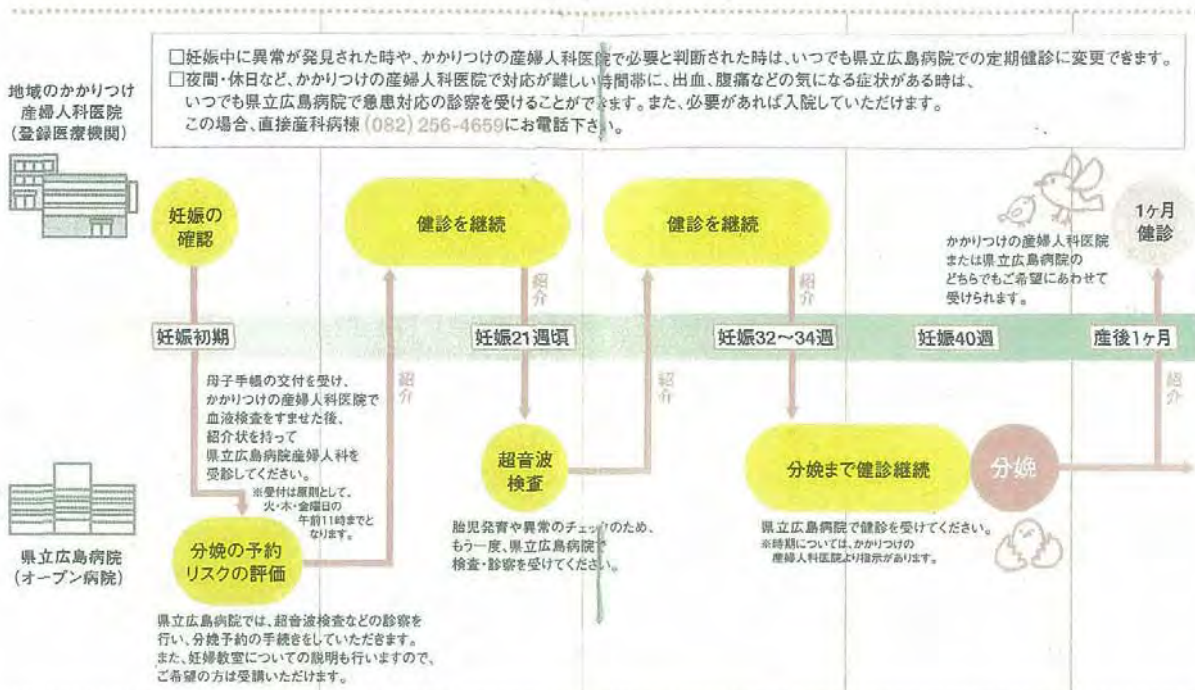 □妊娠中に異常が発見された時や、かかりつけの産婦人科医院で必要と判断された時は、いつでも県立広島病院での定期健診に変更できます。
□夜間・休日など、かかりつけの産婦人科医院で対応が難しい時間帯に、出血、腹痛などの気になる症状がある時は、
いつでも県立広島病院で急患対応の診察を受けることができます。また、必要があれば入院していただけます。
この場合、直接産科病棟(082)256-4659にお電話下さい。
地域のかかりつけ
産婦人科医院
(登録医療機関)
妊娠の
確認
健診を継続
健診を継続
1ヶ月
健診
かかりつけの産婦人科医院
または県立広島病院の
どちらでもご希望にあわせて
受けられます。
紹介
紹介
妊娠初期
妊娠21週頃
妊娠32〜34週
妊娠40週
産後1ヶ月
紹介
紹介
紹介
母子手帳の交付を受け、
かかりつけの産婦人科医院で
血液検査をすませた後、
紹介状を持って
県立広島病院産婦人科を
受診してください。
※受付は原則として、
火・木・金曜日の
午前11時までと
なります。
超音波
検査
分娩まで健診継続
分娩
県立広島病院
(オープン病院)
分娩の予約
リスクの評価
胎児発育や異常のチェックのため、
もう一度、県立広島病院で
検査・診察を受けてください。
県立広島病院で健診を受けてください。
※時期については、かかりつけの
産婦人科医院より指示があります。
県立広島病院では、超音波検査などの診察を
行い、分娩予約の手続きをしていただきます。
また、妊婦教室についての説明も行いますので、
ご希望の方は受講いただけます。